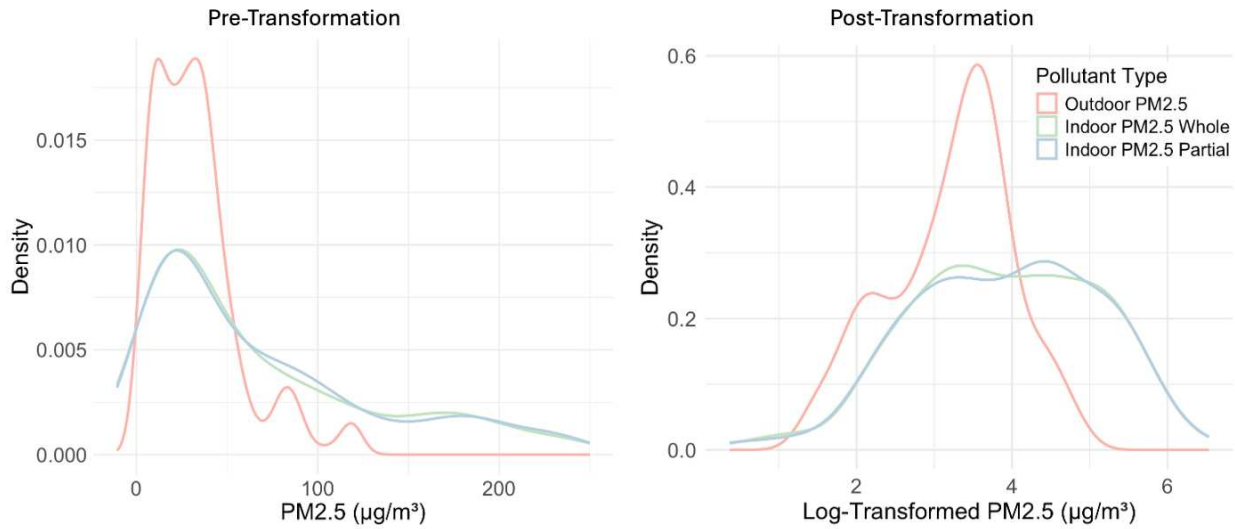 Pre-Transformation
Density
0.015
0.010
0.005
0.000
0
100
200
PM2.5 (µg/m³)
Post-Transformation
Density
0.6
0.4
0.2
0.0
2
4
6
Log-Transformed PM2.5 (µg/m³)
Pollutant Type
Outdoor PM2.5
Indoor PM2.5 Whole
Indoor PM2.5 Partial